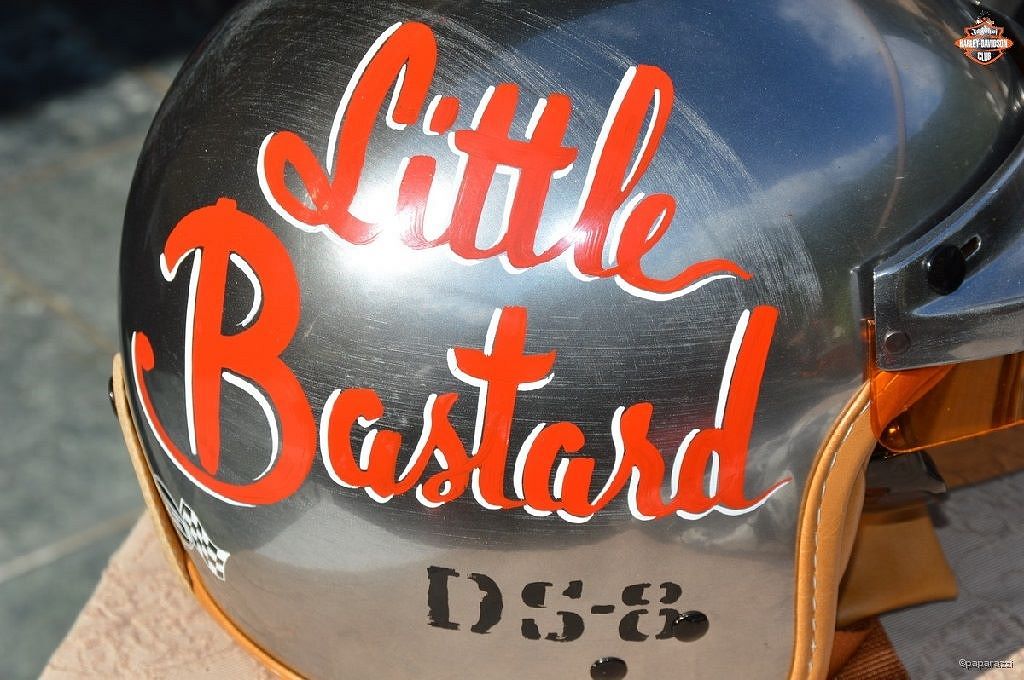 Little
Bastard
DS-8
HARLEY-DAVIDSON
CLUB
©paparazzi